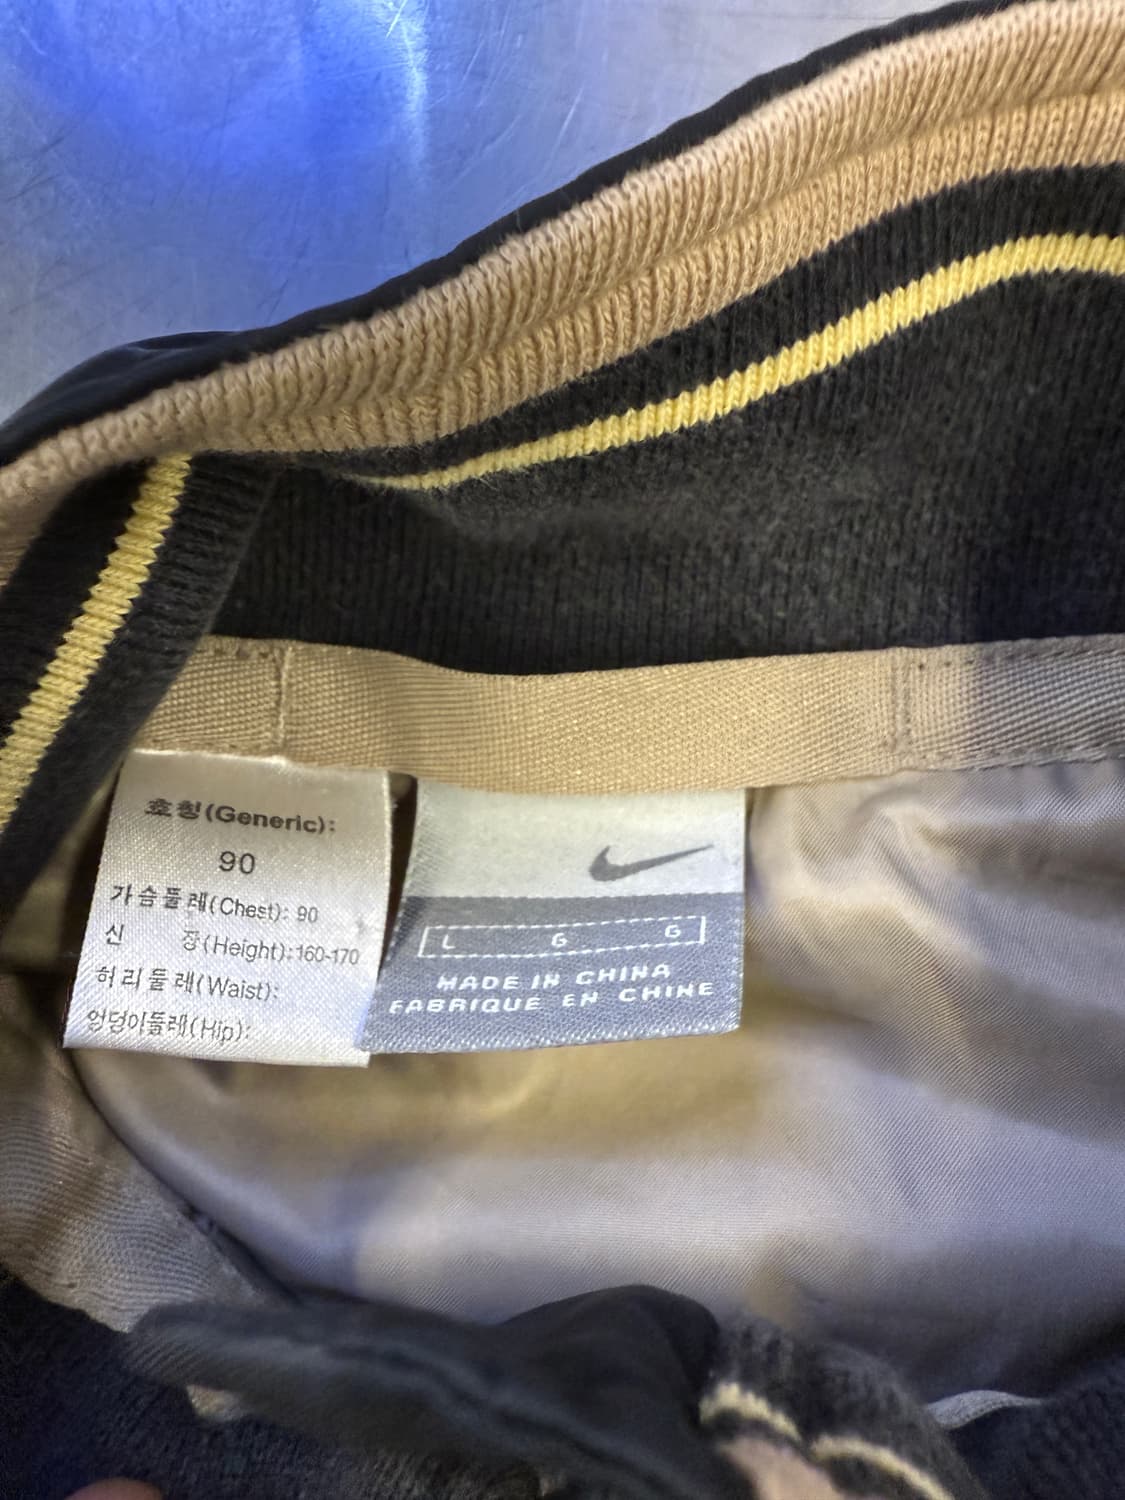 호칭(Generic):
90
가슴둘레(Chest): 90
신 장(Height):160-170
허리둘레(Waist):
엉덩이둘레(Hip):
L G G
MADE IN CHINA
FABRIQUE EN CHINE